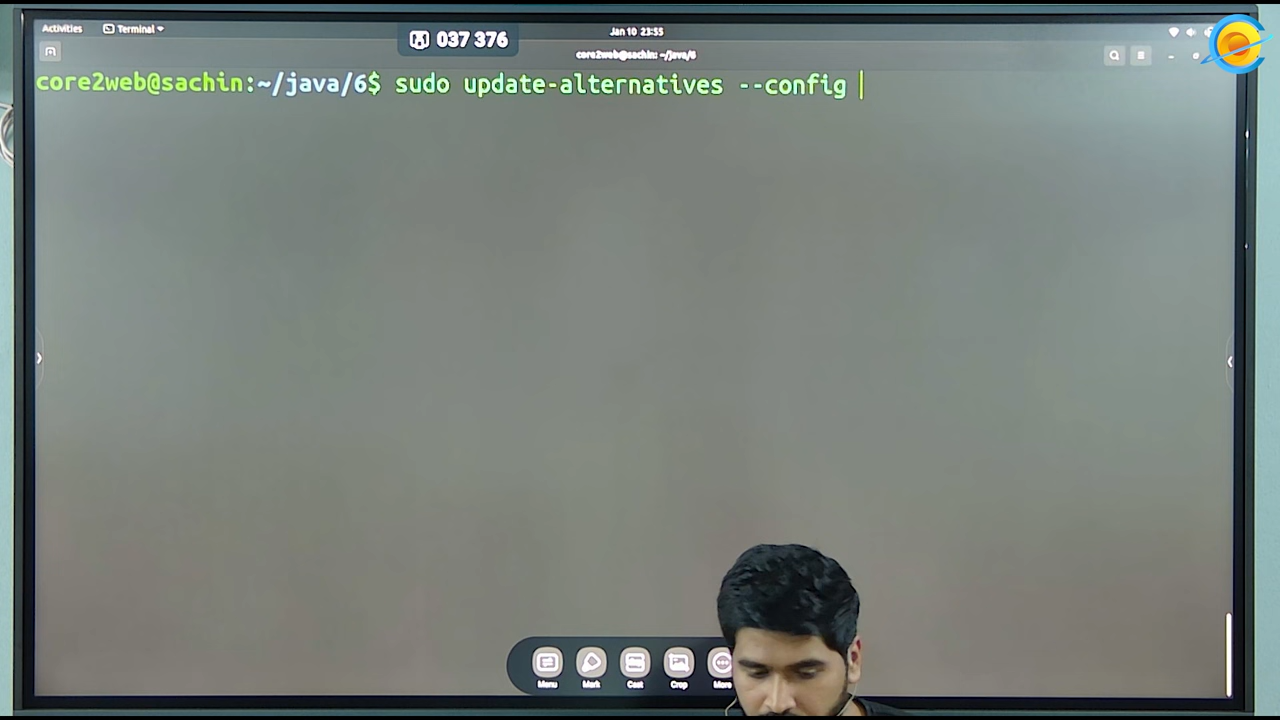 Activities
Terminal
037 376
Jan 10 23:55
core2web@sachin: ~/java/6
core2web@sachin:~/java/6$ sudo update-alternatives --config
Menu
Mark
Cast
Crop
More